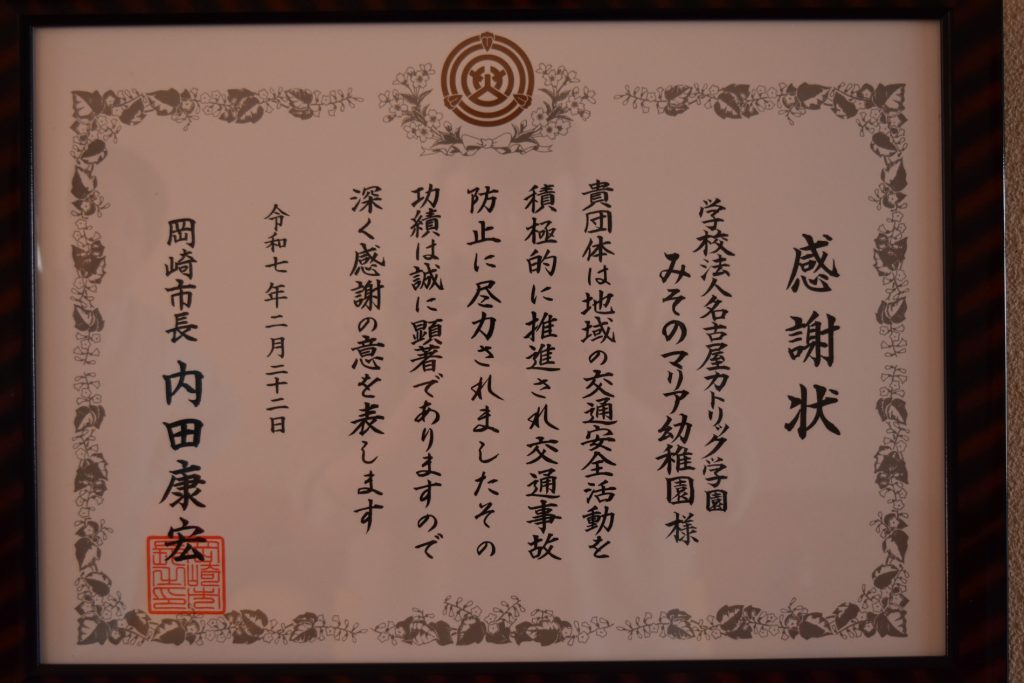 感謝状
学校法人名古屋カトリック学園
みそのマリア幼稚園様
貴団体は地域の交通安全活動を
積極的に推進され交通事故
防止に尽力されましたその
功績は誠に顕著でありますので
深く感謝の意を表します
令和七年二月二十二日
岡崎市長 内田康宏